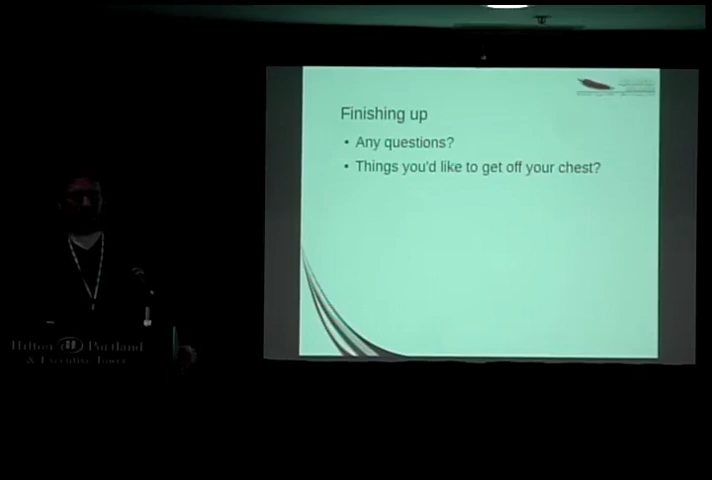 Finishing up
• Any questions?
• Things you'd like to get off your chest?
Hilton Portland
& Executive Tower